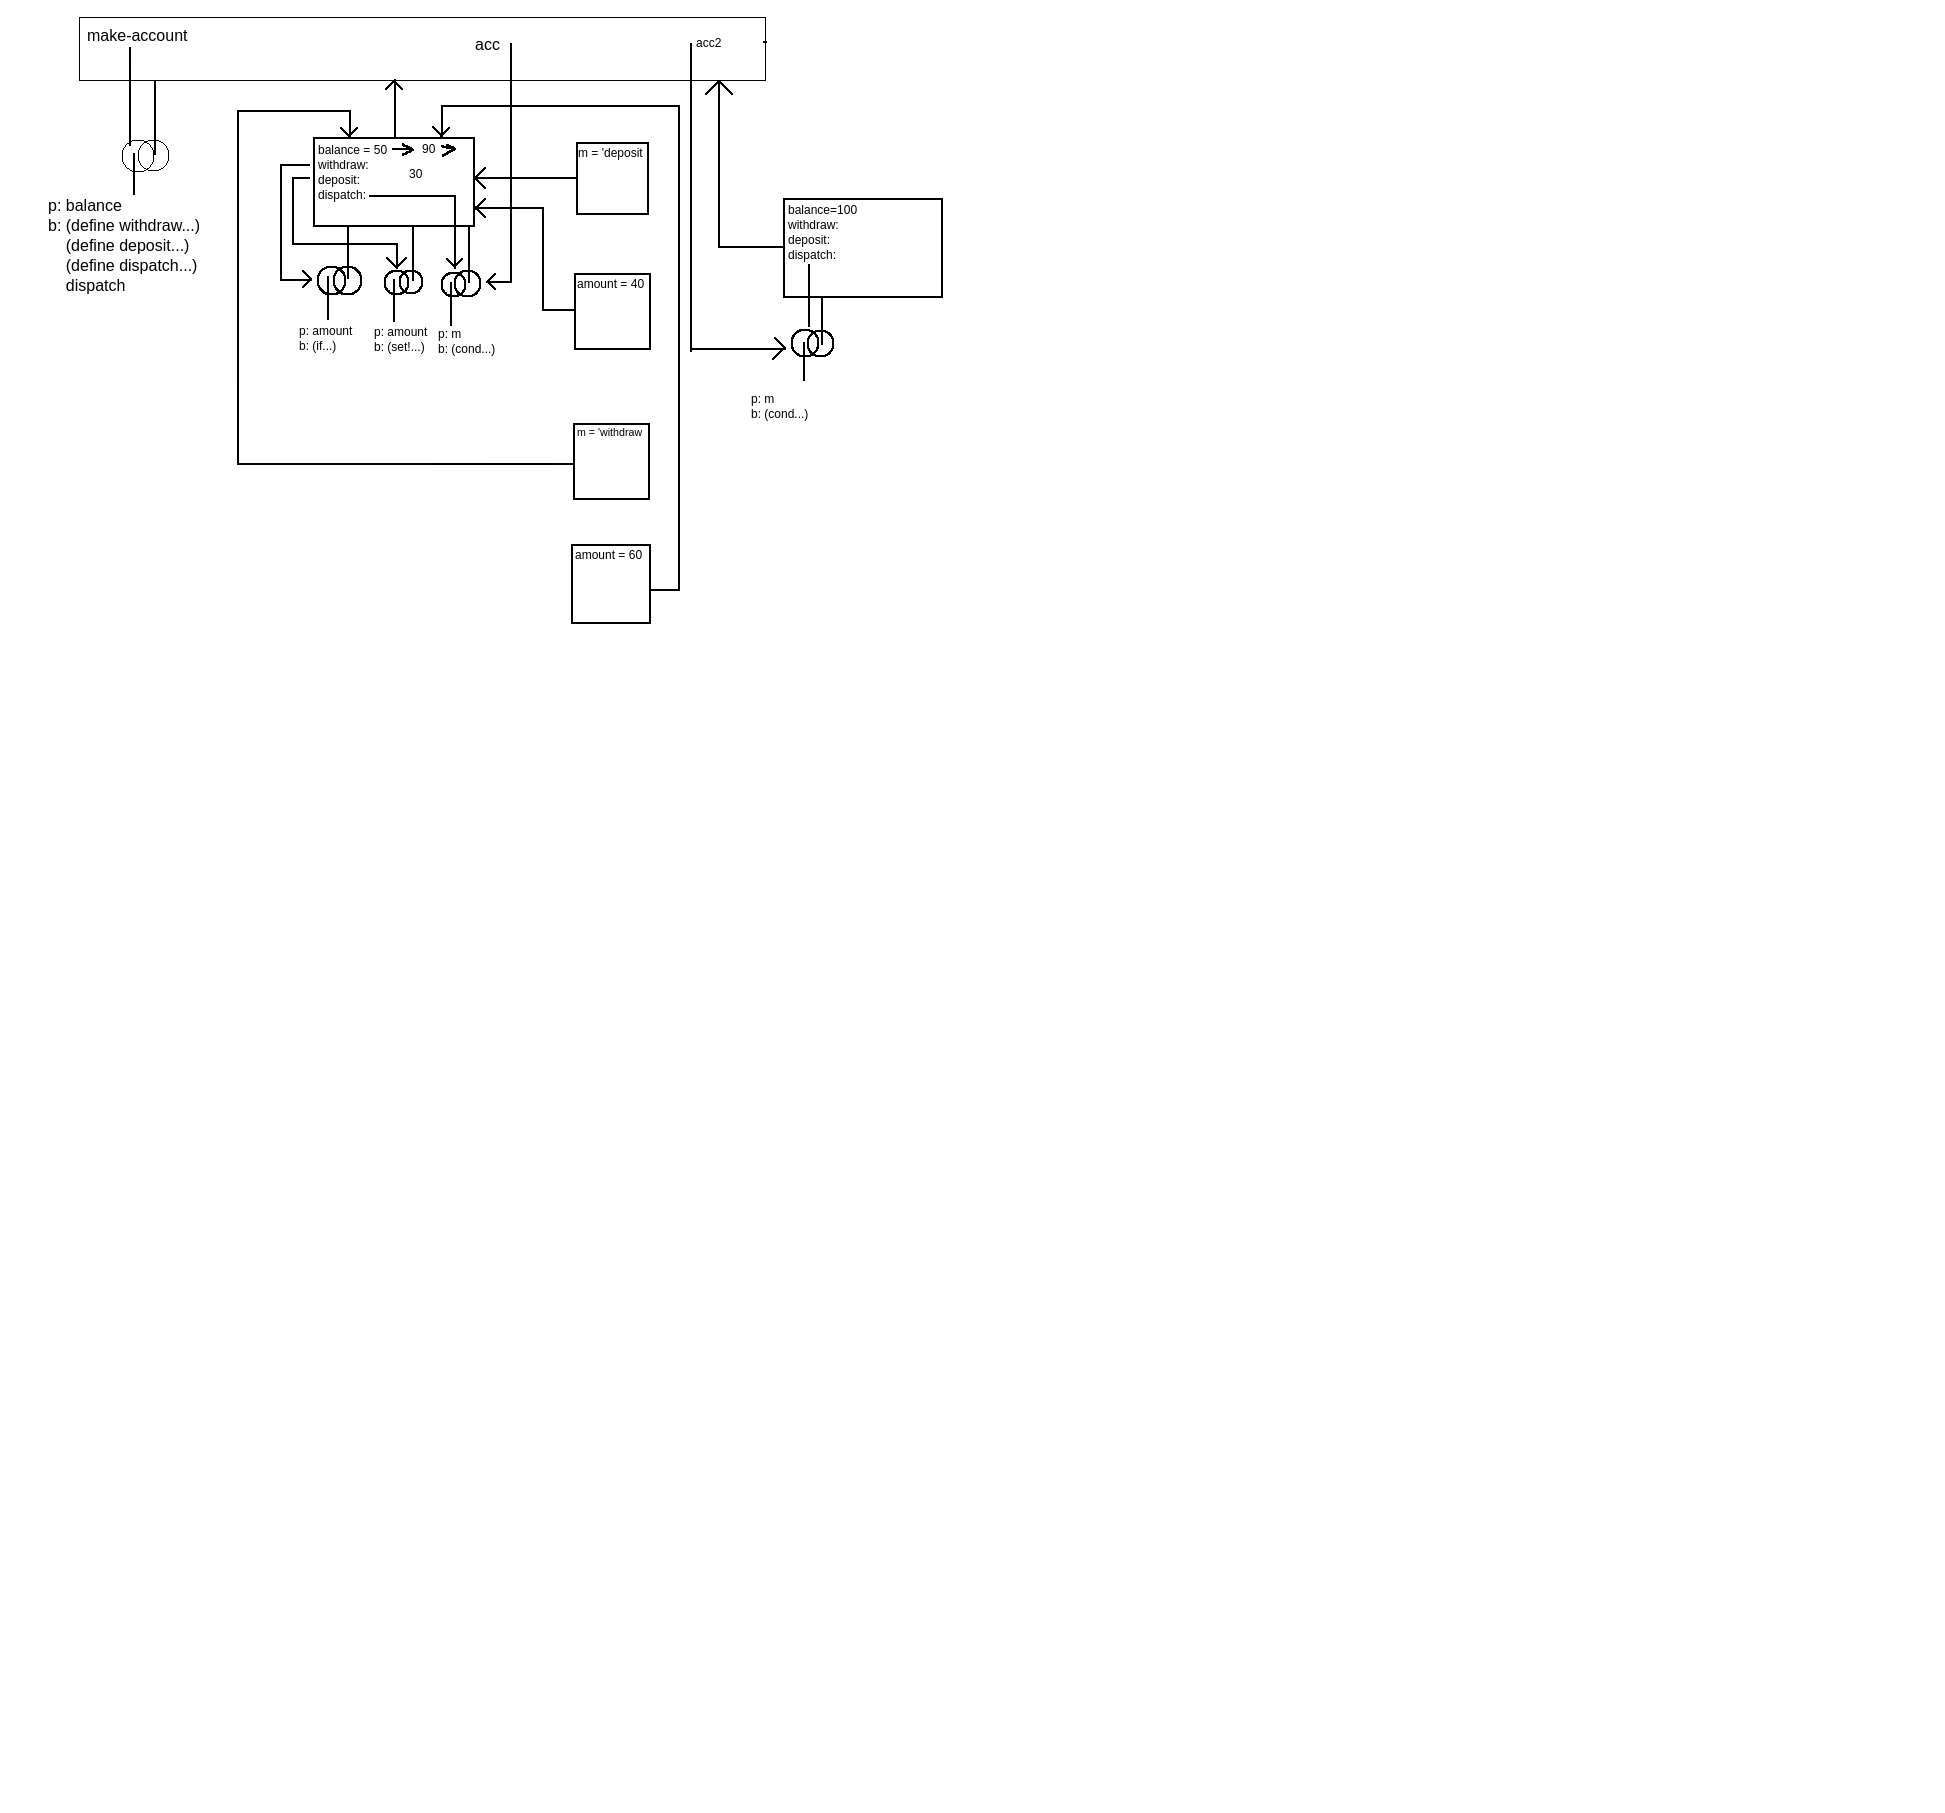 make-account
acc
acc2
balance = 50
90
withdraw:
30
deposit:
dispatch:
m = 'deposit
p: balance
b: (define withdraw...)
(define deposit...)
(define dispatch...)
dispatch
balance=100
withdraw:
deposit:
dispatch:
amount = 40
p: amount
b: (if...)
p: amount
b: (set!...)
p: m
b: (cond...)
p: m
b: (cond...)
m = 'withdraw
amount = 60